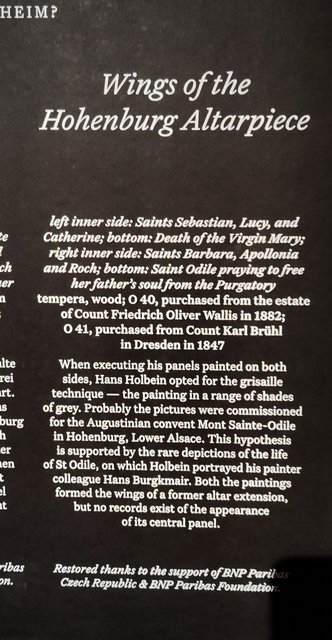 HEIM?
Wings of the
Hohenburg Altarpiece
left inner side: Saints Sebastian, Lucy, and
Catherine; bottom: Death of the Virgin Mary;
right inner side: Saints Barbara, Apollonia
and Roch; bottom: Saint Odile praying to free
her father's soul from the Purgatory
tempera, wood; O 40, purchased from the estate
of Count Friedrich Oliver Wallis in 1882;
O 41, purchased from Count Karl Brühl
in Dresden in 1847
When executing his panels painted on both
sides, Hans Holbein opted for the grisaille
technique — the painting in a range of shades
of grey. Probably the pictures were commissioned
for the Augustinian convent Mont Sainte-Odile
in Hohenburg, Lower Alsace. This hypothesis
is supported by the rare depictions of the life
of St Odile, on which Holbein portrayed his painter
colleague Hans Burgkmair. Both the paintings
formed the wings of a former altar extension,
but no records exist of the appearance
of its central panel.
Restored thanks to the support of BNP Paribas
Czech Republic & BNP Paribas Foundation.